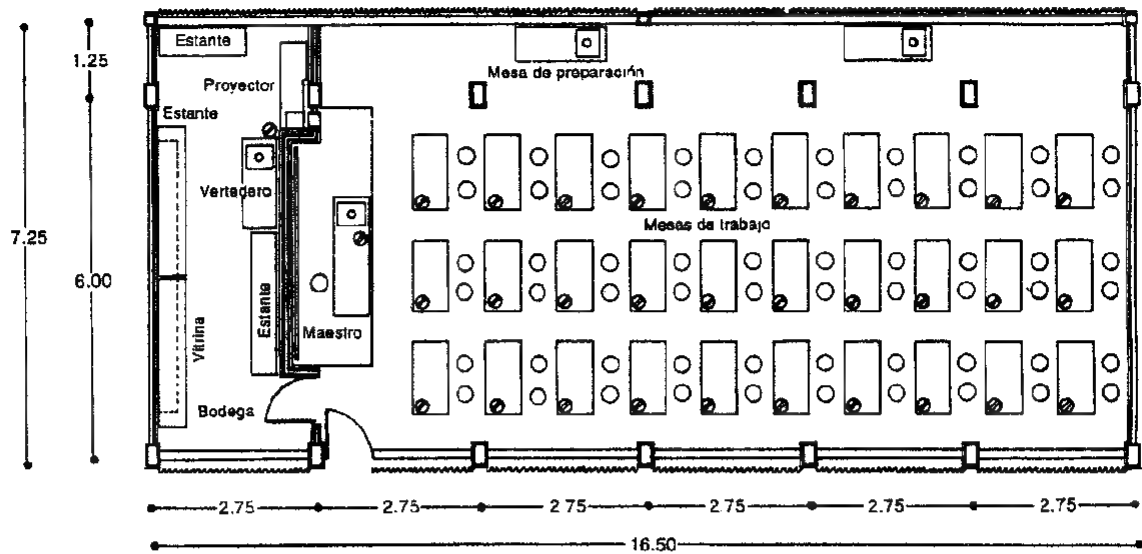 Estante
Proyector
Mesa de preparación
1.25
Estante
Vertedero
Mesas de trabajo
7.25
6.00
Estante
Maestro
Vitrina
Bodega
2.75
2.75
2.75
2.75
2.75
2.75
16.50